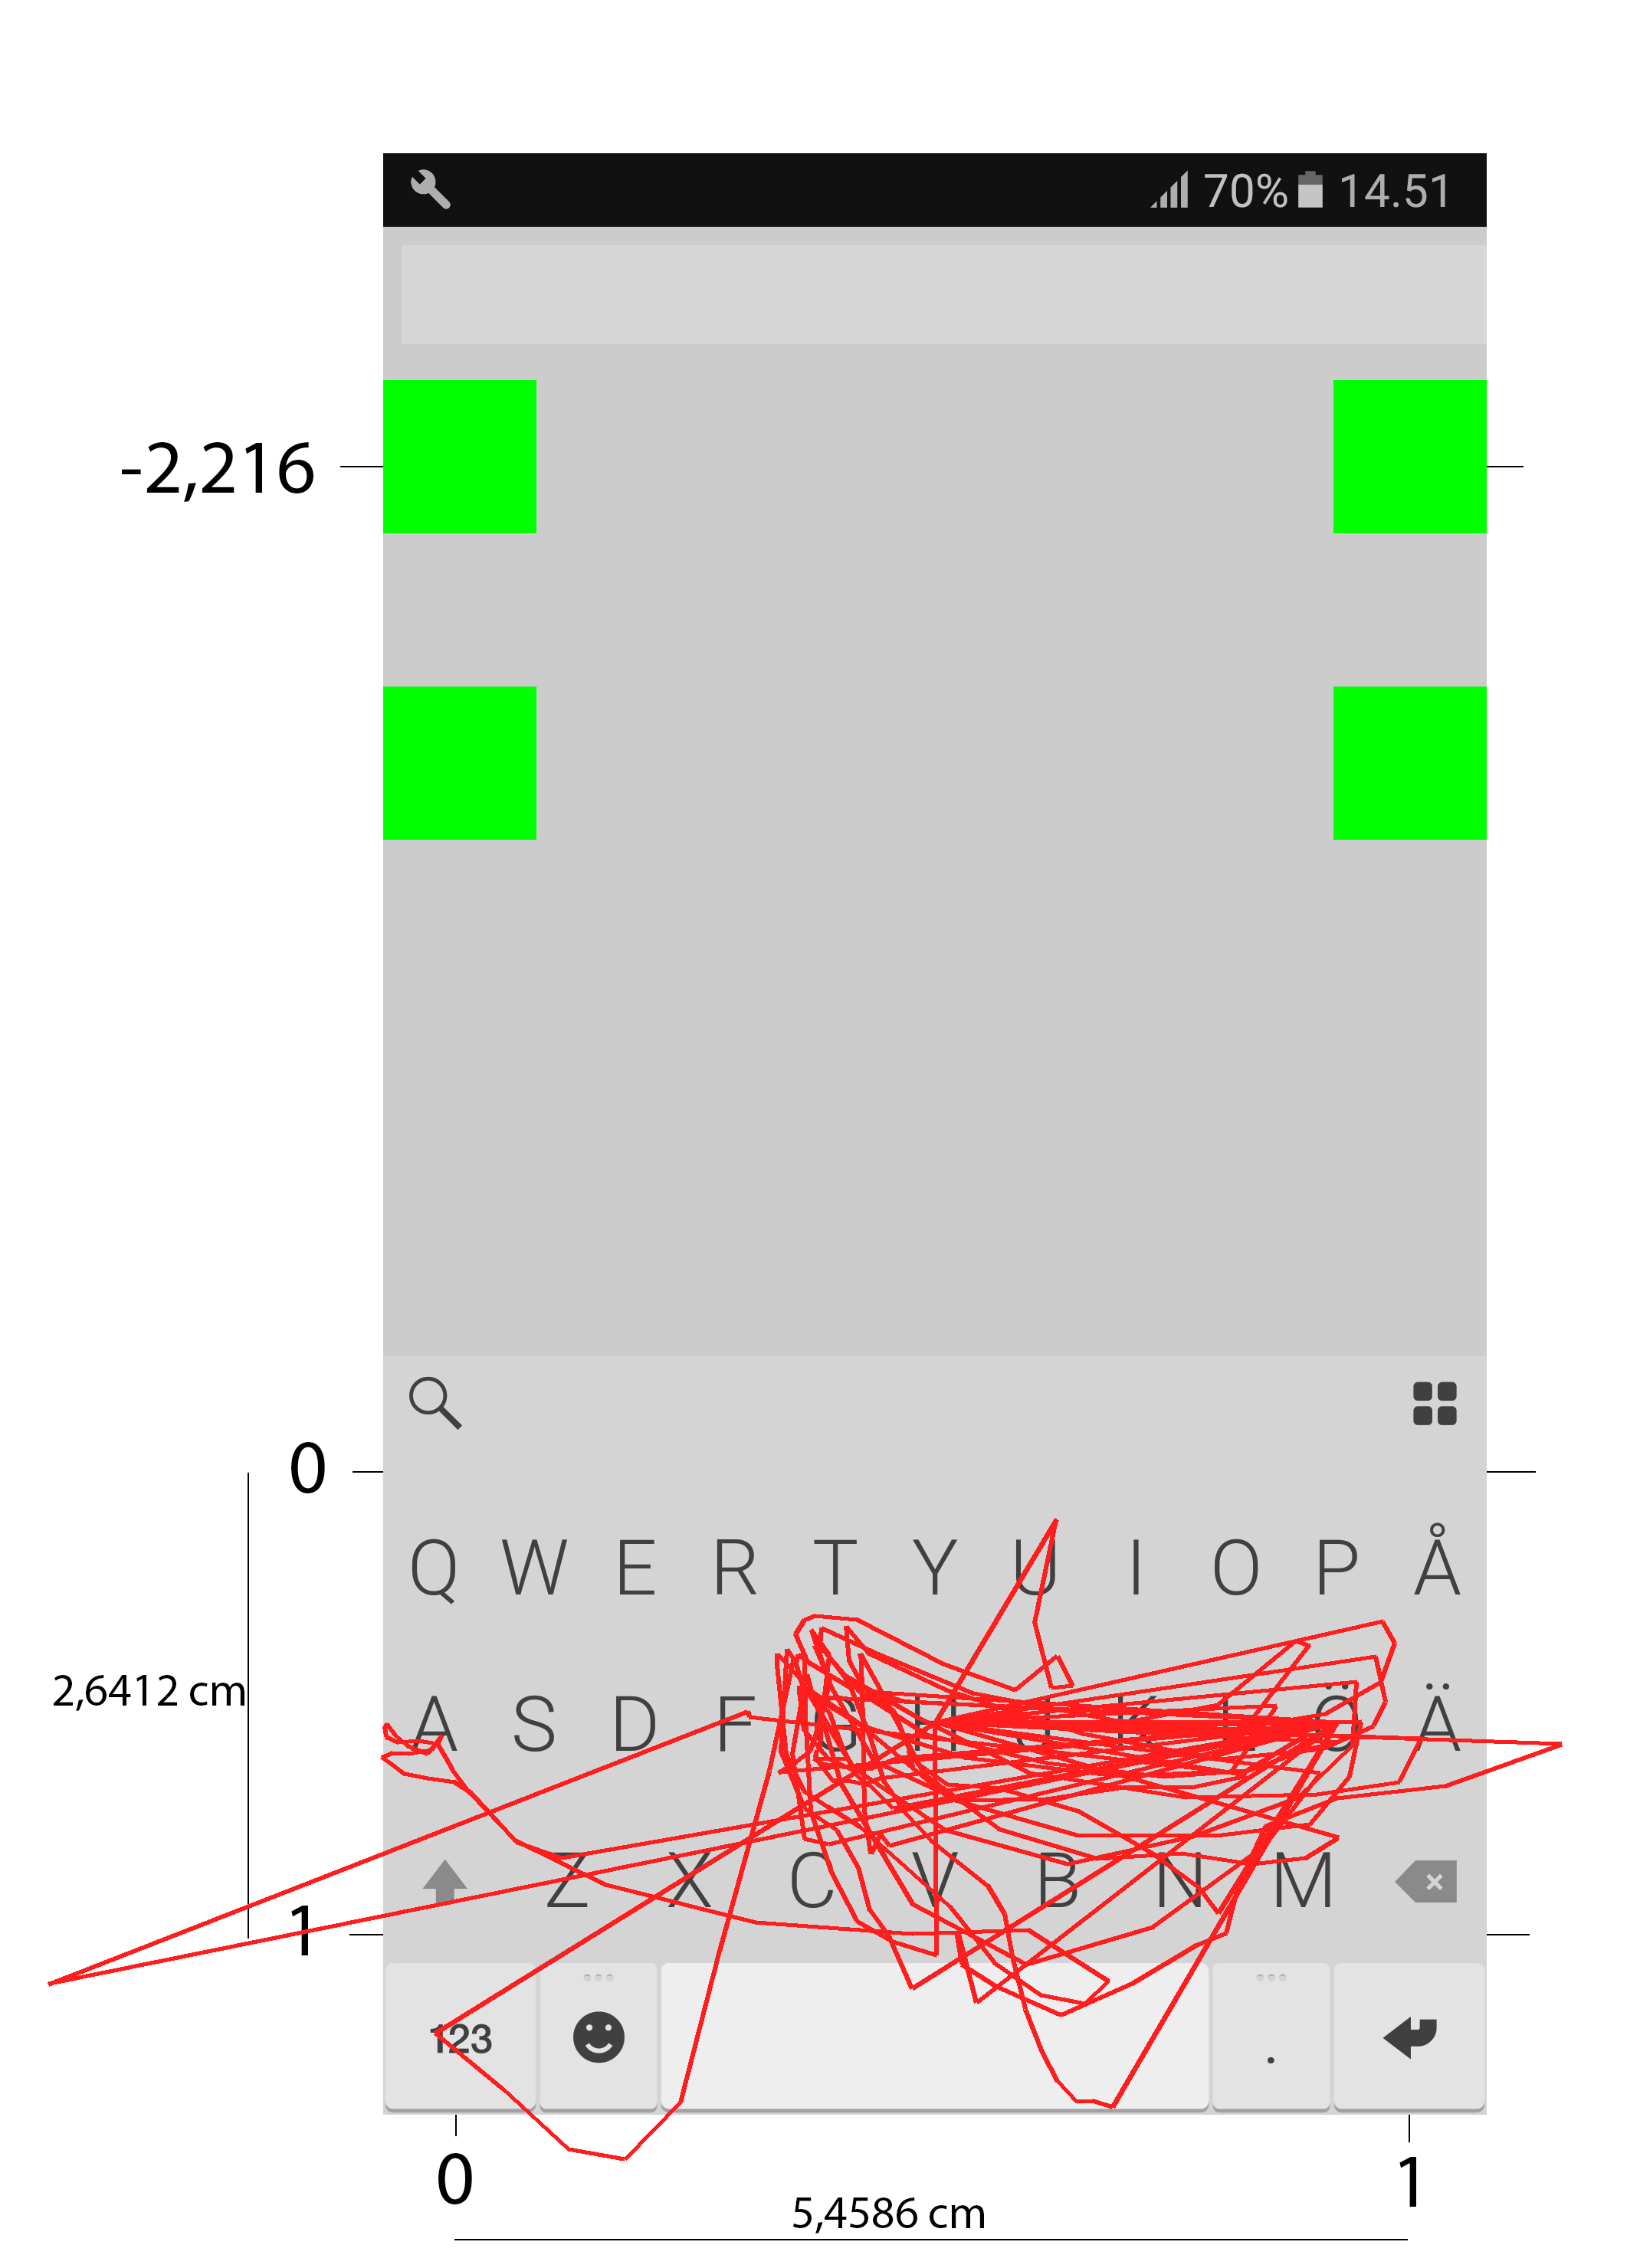 70% 14.51
-2,216
0
Q W E R T Y U I O P Å
2,6412 cm
A S D F G H J K L Ö Ä
Z X C V B N M
1
123 .
0 1
5,4586 cm